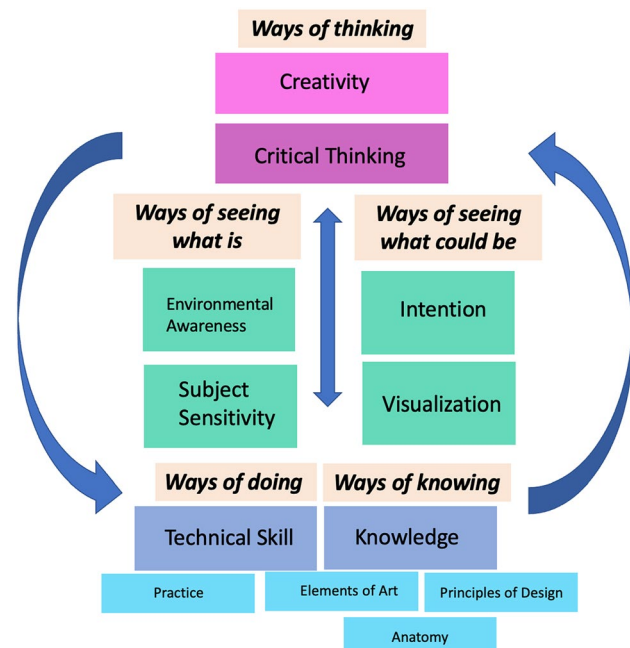 Ways of thinking
Creativity
Critical Thinking
Ways of seeing
what is
Ways of seeing
what could be
Environmental
Awareness
Intention
Subject
Sensitivity
Visualization
Ways of doing
Ways of knowing
Technical Skill
Knowledge
Practice
Elements of Art
Principles of Design
Anatomy